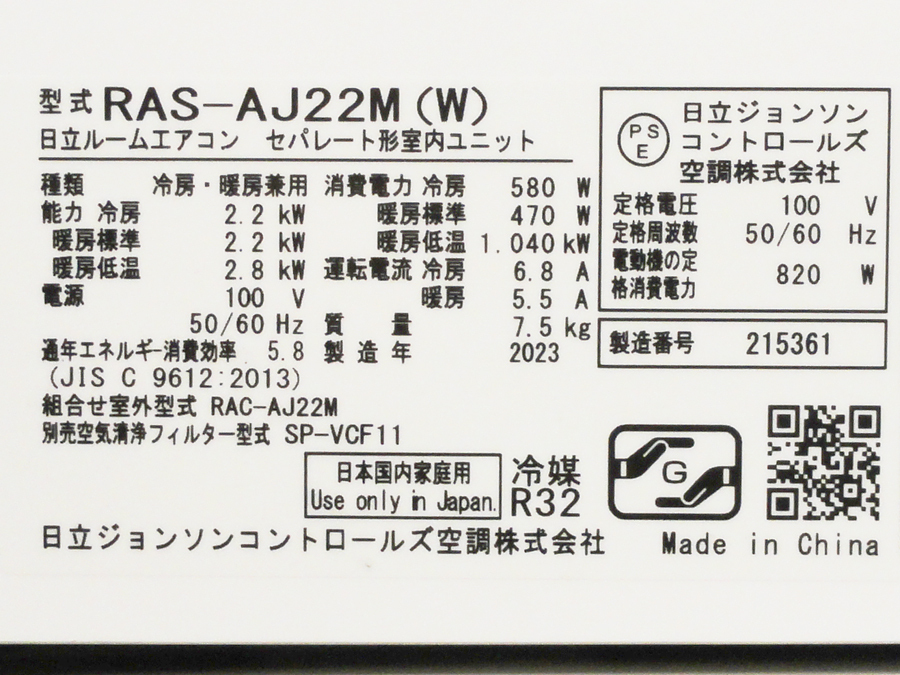 型式 RAS-AJ22M(W)
日立ルームエアコン セパレート形室内ユニット
種類 冷房・暖房兼用
能力 冷房 2.2 kW
暖房標準 2.2 kW
暖房低温 2.8 kW
電源 100 V
50/60 Hz
通年エネルギー消費効率 5.8
(JIS C 9612:2013)
消費電力 冷房 580 W
暖房標準 470 W
暖房低温 1.040 kW
運転電流 冷房 6.8 A
暖房 5.5 A
質量 7.5 kg
製造年 2023
組合せ室外型式 RAC-AJ22M
別売空気清浄フィルター型式 SP-VCF11
PS
E
日立ジョンソン
コントロールズ
空調株式会社
定格電圧 100 V
定格周波数 50/60 Hz
電動機の定
格消費電力 820 W
製造番号 215361
日本国内家庭用
Use only in Japan.
冷媒
R32
G
日立ジョンソンコントロールズ空調株式会社
Made in China